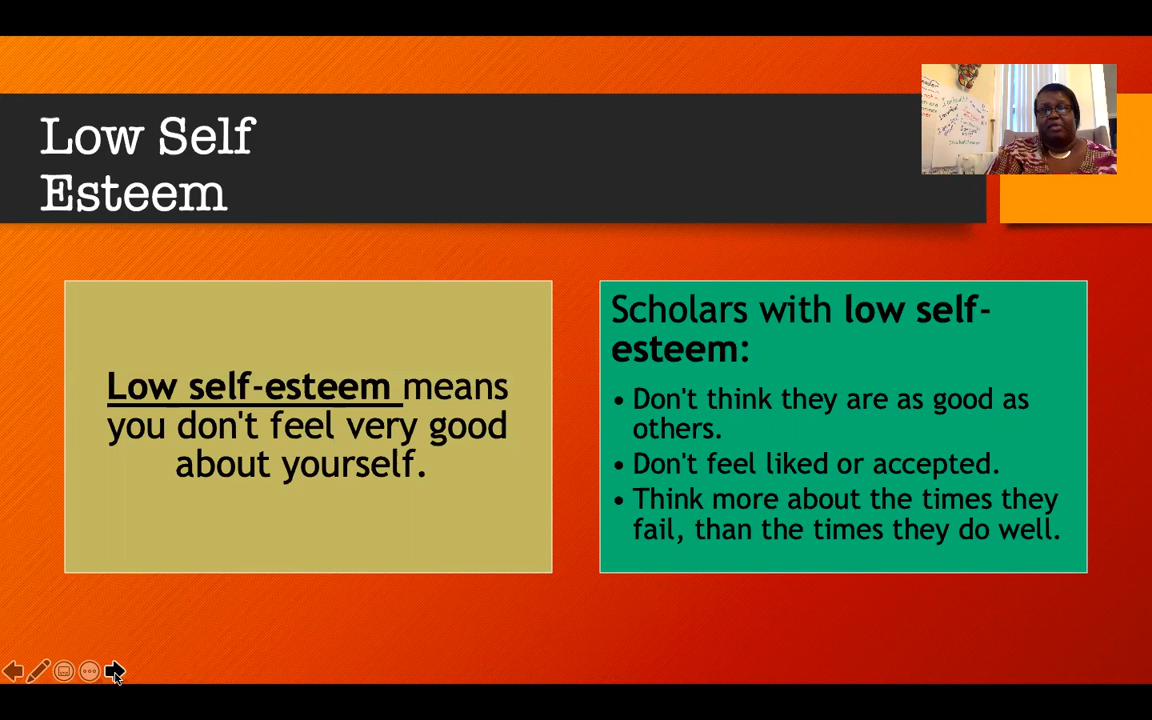 Low Self
Esteem
Low self-esteem means
you don't feel very good
about yourself.
Scholars with low self-
esteem:
• Don't think they are as good as
others.
• Don't feel liked or accepted.
• Think more about the times they
fail, than the times they do well.